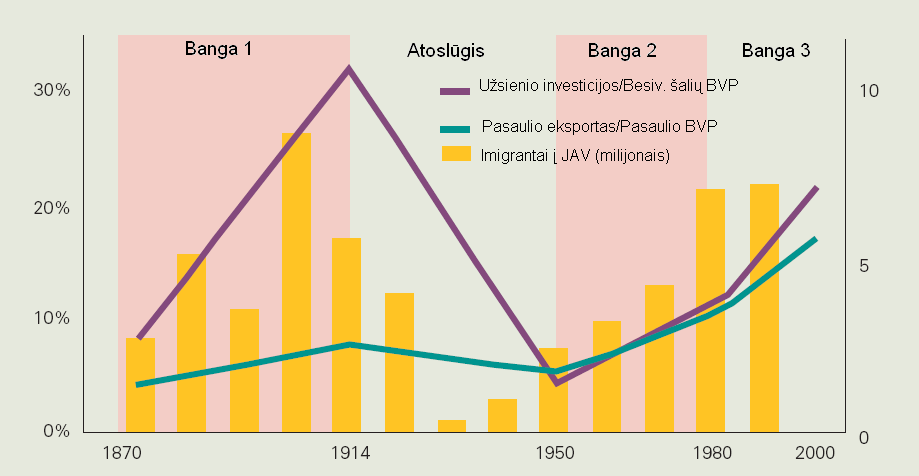 Banga 1
Atoslūgis
Banga 2
Banga 3
Užsienio investicijos/Besiv. šalių BVP
Pasaulio eksportas/Pasaulio BVP
Imigrantai į JAV (milijonais)
30%
20%
10%
0%
10
5
0
1870
1914
1950
1980
2000